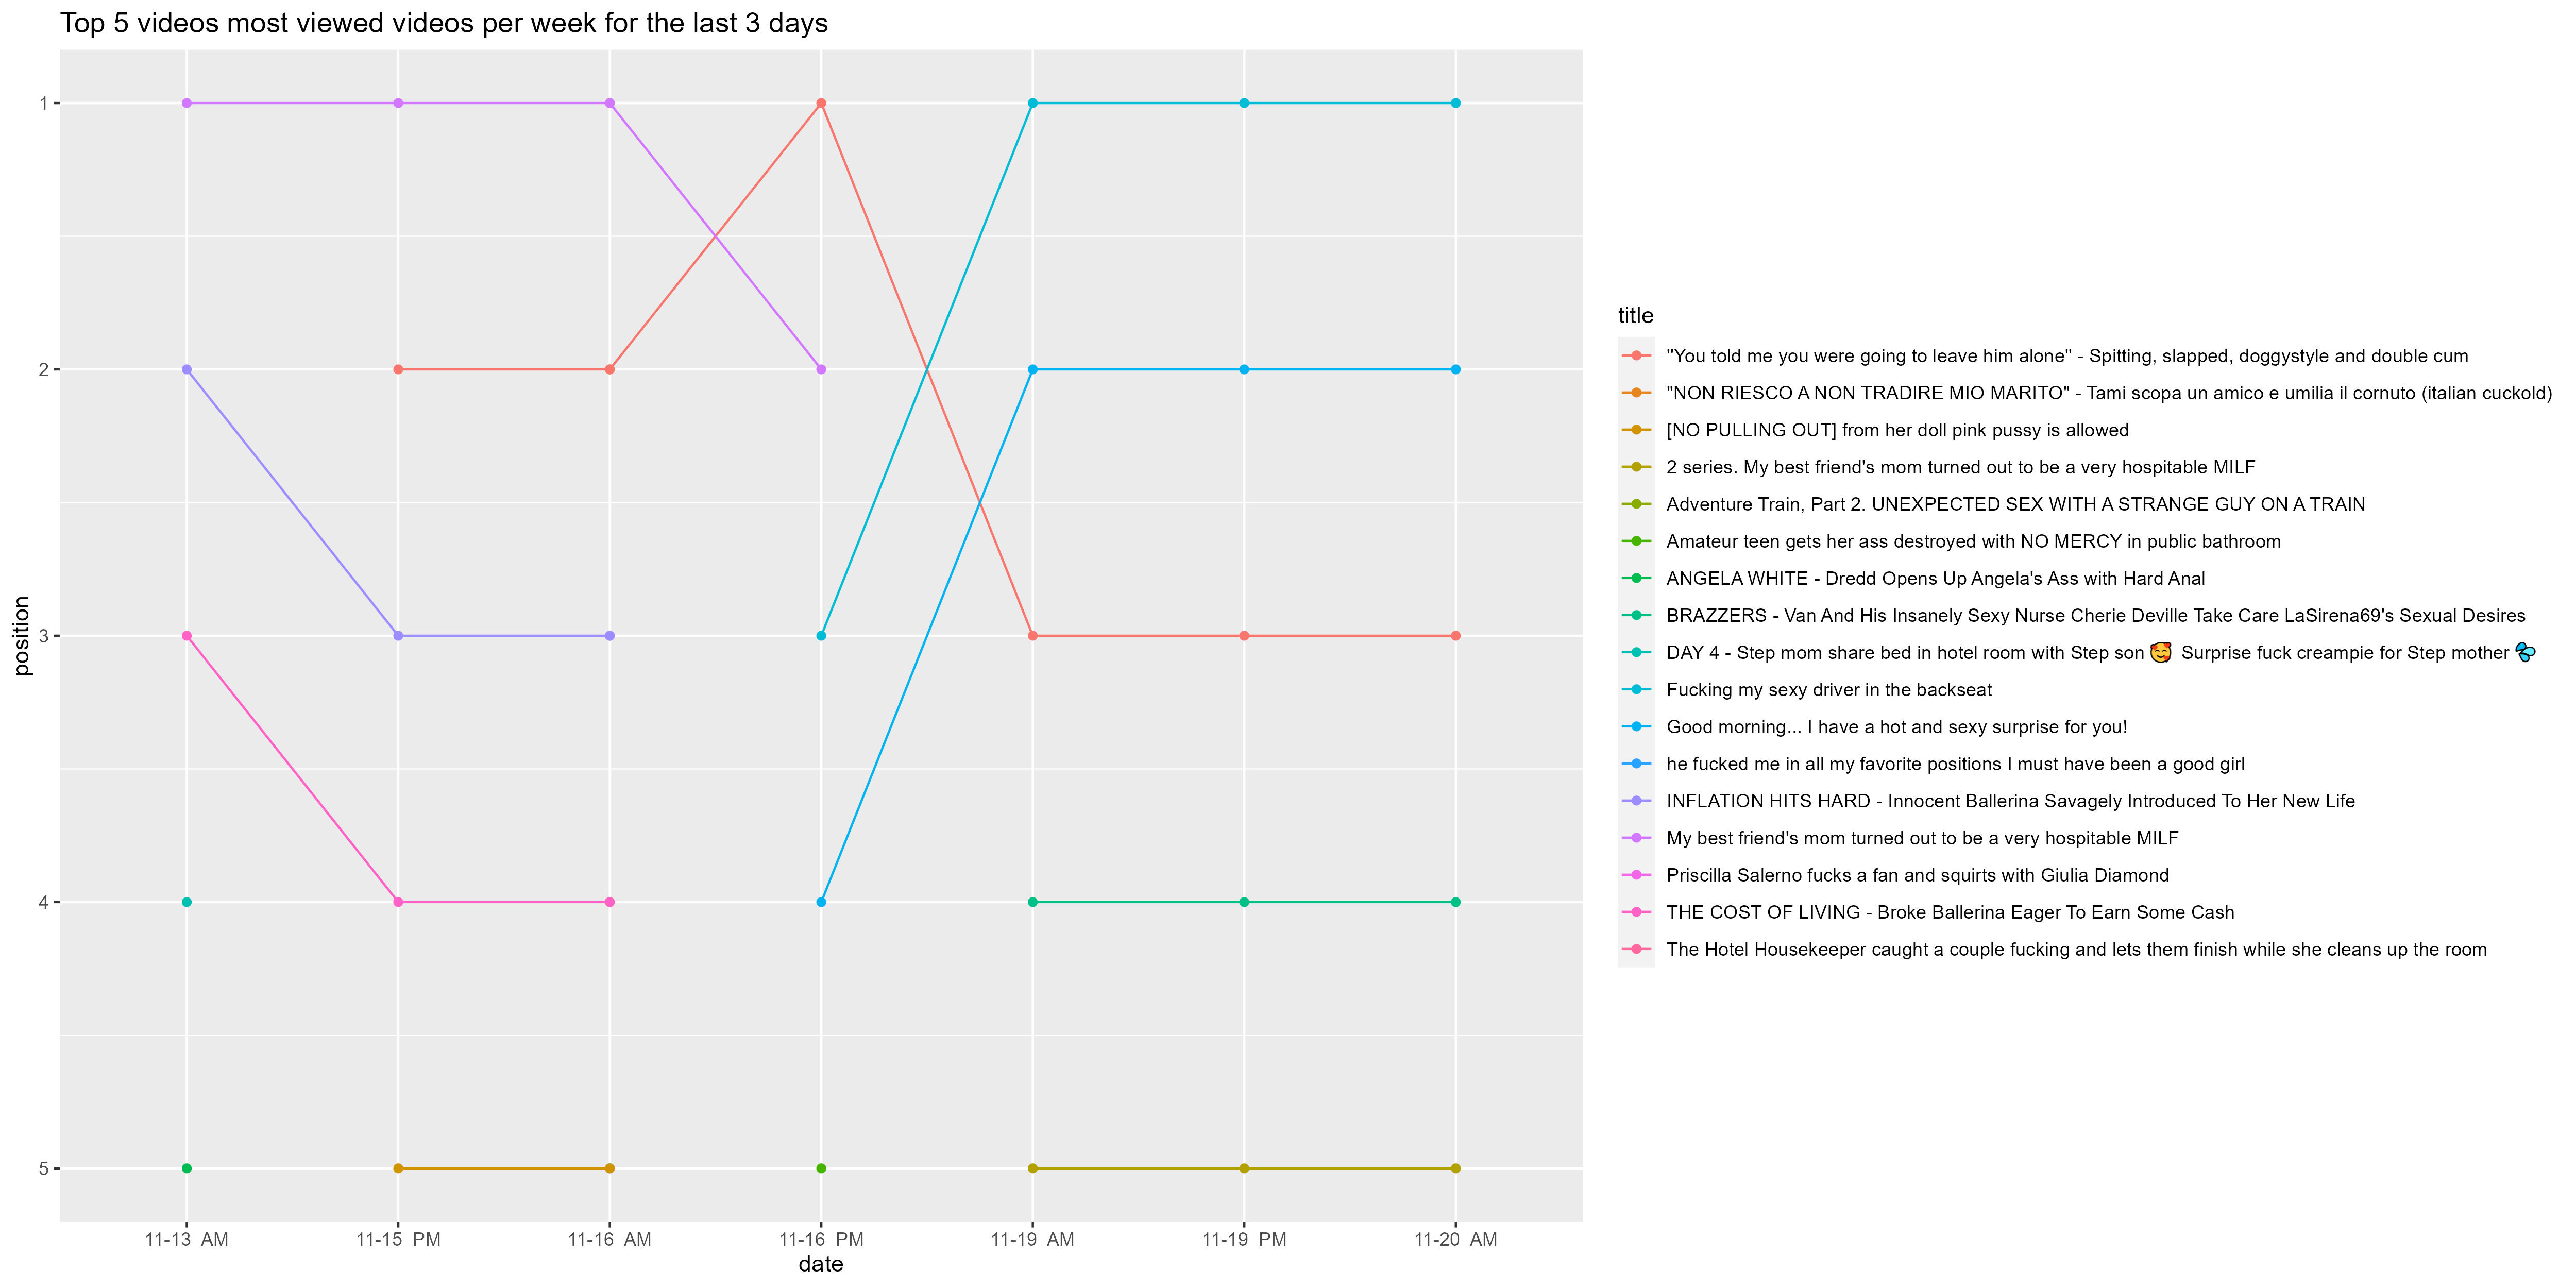 Top 5 videos most viewed videos per week for the last 3 days
position
1
2
3
4
5
11-13 AM
11-15 PM
11-16 AM
11-16 PM
11-19 AM
11-19 PM
11-20 AM
date
title
"You told me you were going to leave him alone" - Spitting, slapped, doggystyle and double cum
"NON RIESCO A NON TRADIRE MIO MARITO" - Tami scopa un amico e umilia il cornuto (italian cuckold)
[NO PULLING OUT] from her doll pink pussy is allowed
2 series. My best friend's mom turned out to be a very hospitable MILF
Adventure Train, Part 2. UNEXPECTED SEX WITH A STRANGE GUY ON A TRAIN
Amateur teen gets her ass destroyed with NO MERCY in public bathroom
ANGELA WHITE - Dredd Opens Up Angela's Ass with Hard Anal
BRAZZERS - Van And His Insanely Sexy Nurse Cherie Deville Take Care LaSirena69's Sexual Desires
DAY 4 - Step mom share bed in hotel room with Step son 🥰 Surprise fuck creampie for Step mother 💦
Fucking my sexy driver in the backseat
Good morning... I have a hot and sexy surprise for you!
he fucked me in all my favorite positions I must have been a good girl
INFLATION HITS HARD - Innocent Ballerina Savagely Introduced To Her New Life
My best friend's mom turned out to be a very hospitable MILF
Priscilla Salerno fucks a fan and squirts with Giulia Diamond
THE COST OF LIVING - Broke Ballerina Eager To Earn Some Cash
The Hotel Housekeeper caught a couple fucking and lets them finish while she cleans up the room